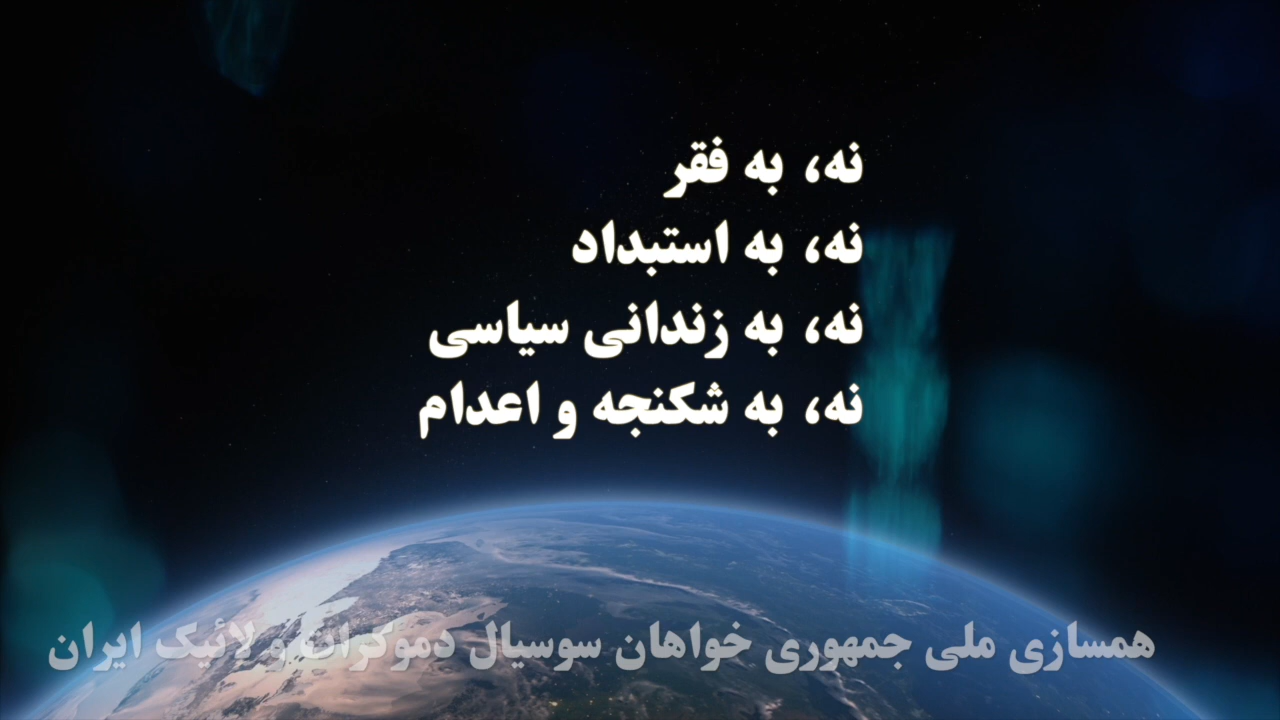 نه، به فقر
نه، به استبداد
نه، به زندانی سیاسی
نه، به شکنجه و اعدام
همسازی ملی جمهوری خواهان سوسیال دموکرات و لائیک ایران